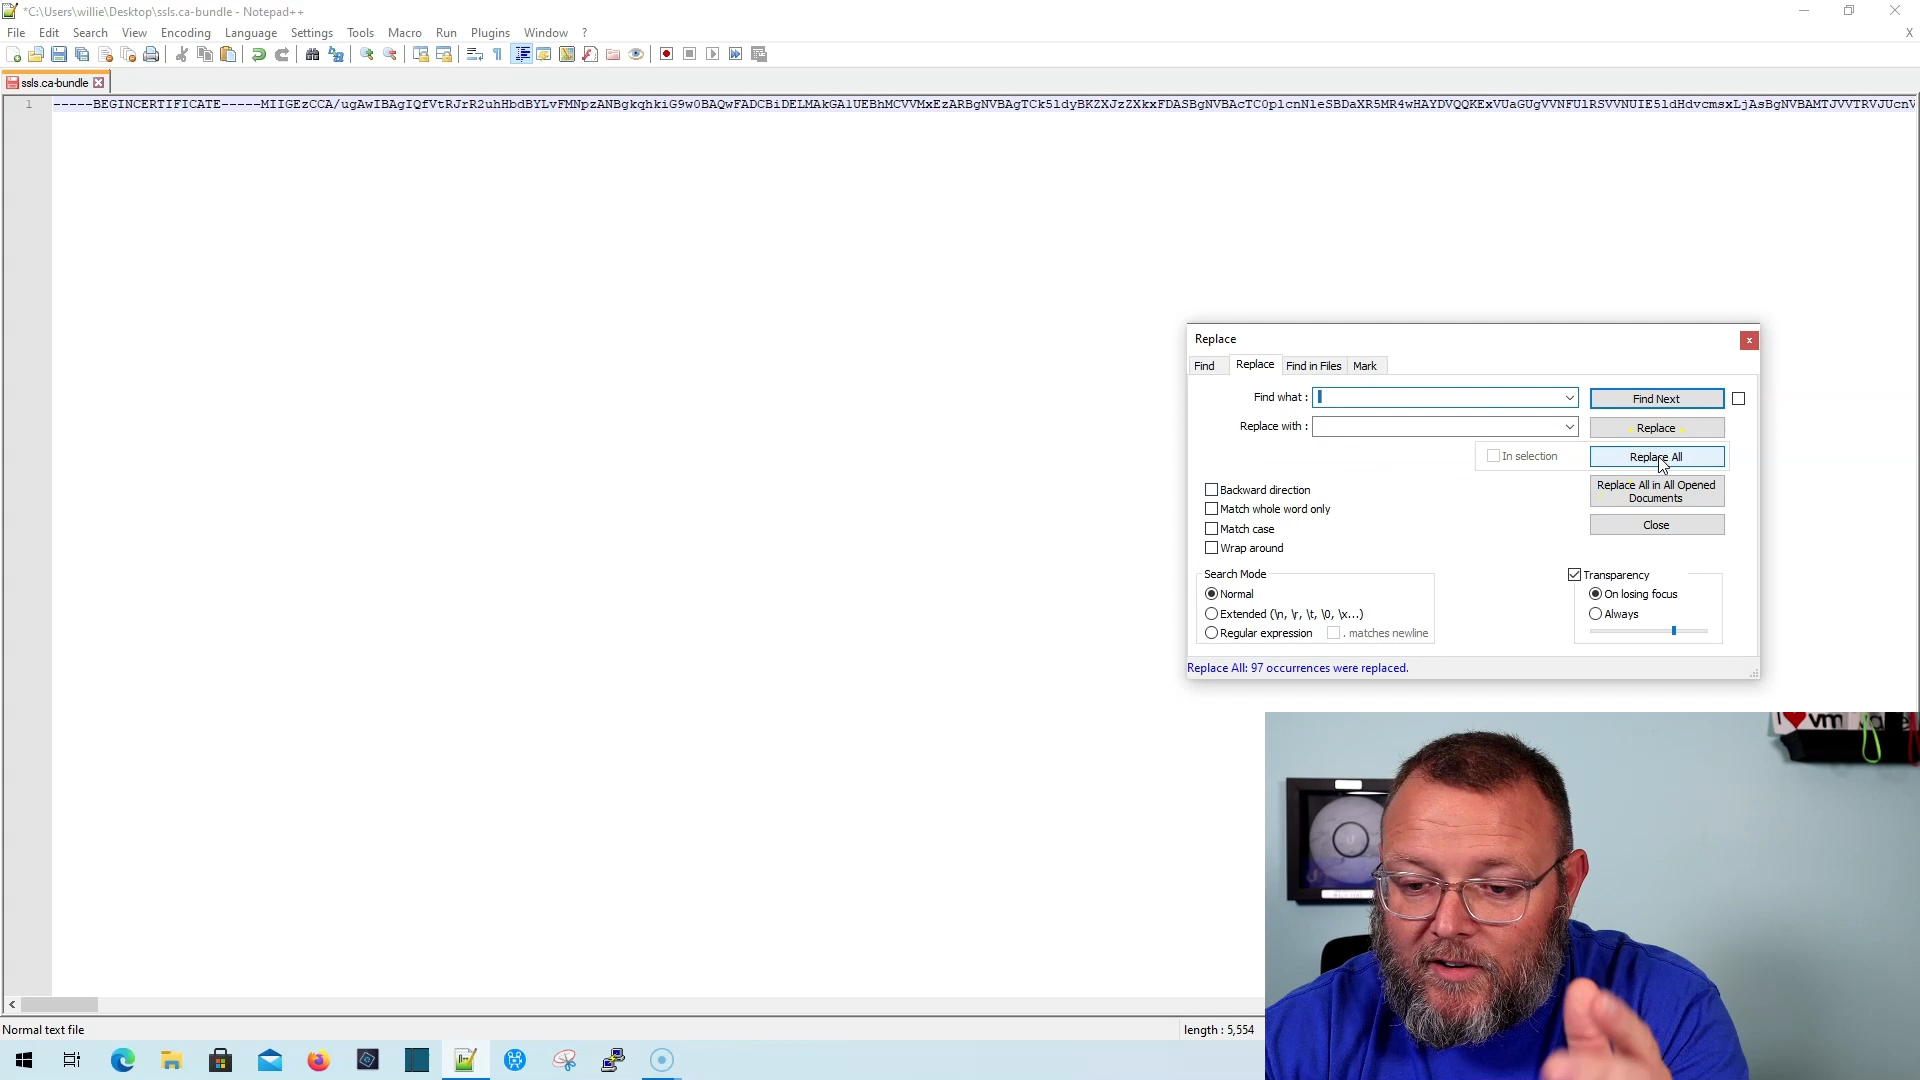 *C:\Users\willie\Desktop\ssls.ca-bundle - Notepad++
File Edit Search View Encoding Language Settings Tools Macro Run Plugins Window ? X
ssls.ca-bundle
1 -----BEGINCERTIFICATE-----MIIGEzCCA/ugAwIBAgIQfVtRJrR2uhHbdBYLvFMNpzANBgkqhkiG9w0BAQwFADCBiDELMAkGA1UEBhMCVVMxEzARBgNVBAgTCk5ldyBKZXJzZXkxFDASBgNVBAcTC0plcnNleSBDaXR5MR4wHAYDVQQKExVUaGUgVVNFUlRSVVNUIE5ldHdvcmsxLjAsBgNVBAMTJVVTRVJUcnV
Replace
x
Find Replace Find in Files Mark
Find what :
Find Next
Replace with :
Replace
In selection
Replace All
Replace All in All Opened
Documents
Close
Backward direction
Match whole word only
Match case
Wrap around
Search Mode
Normal
Extended (\n, \r, \t, \0, \x...)
Regular expression
. matches newline
Transparency
On losing focus
Always
Replace All: 97 occurrences were replaced.
I vm
Normal text file
length : 5,554